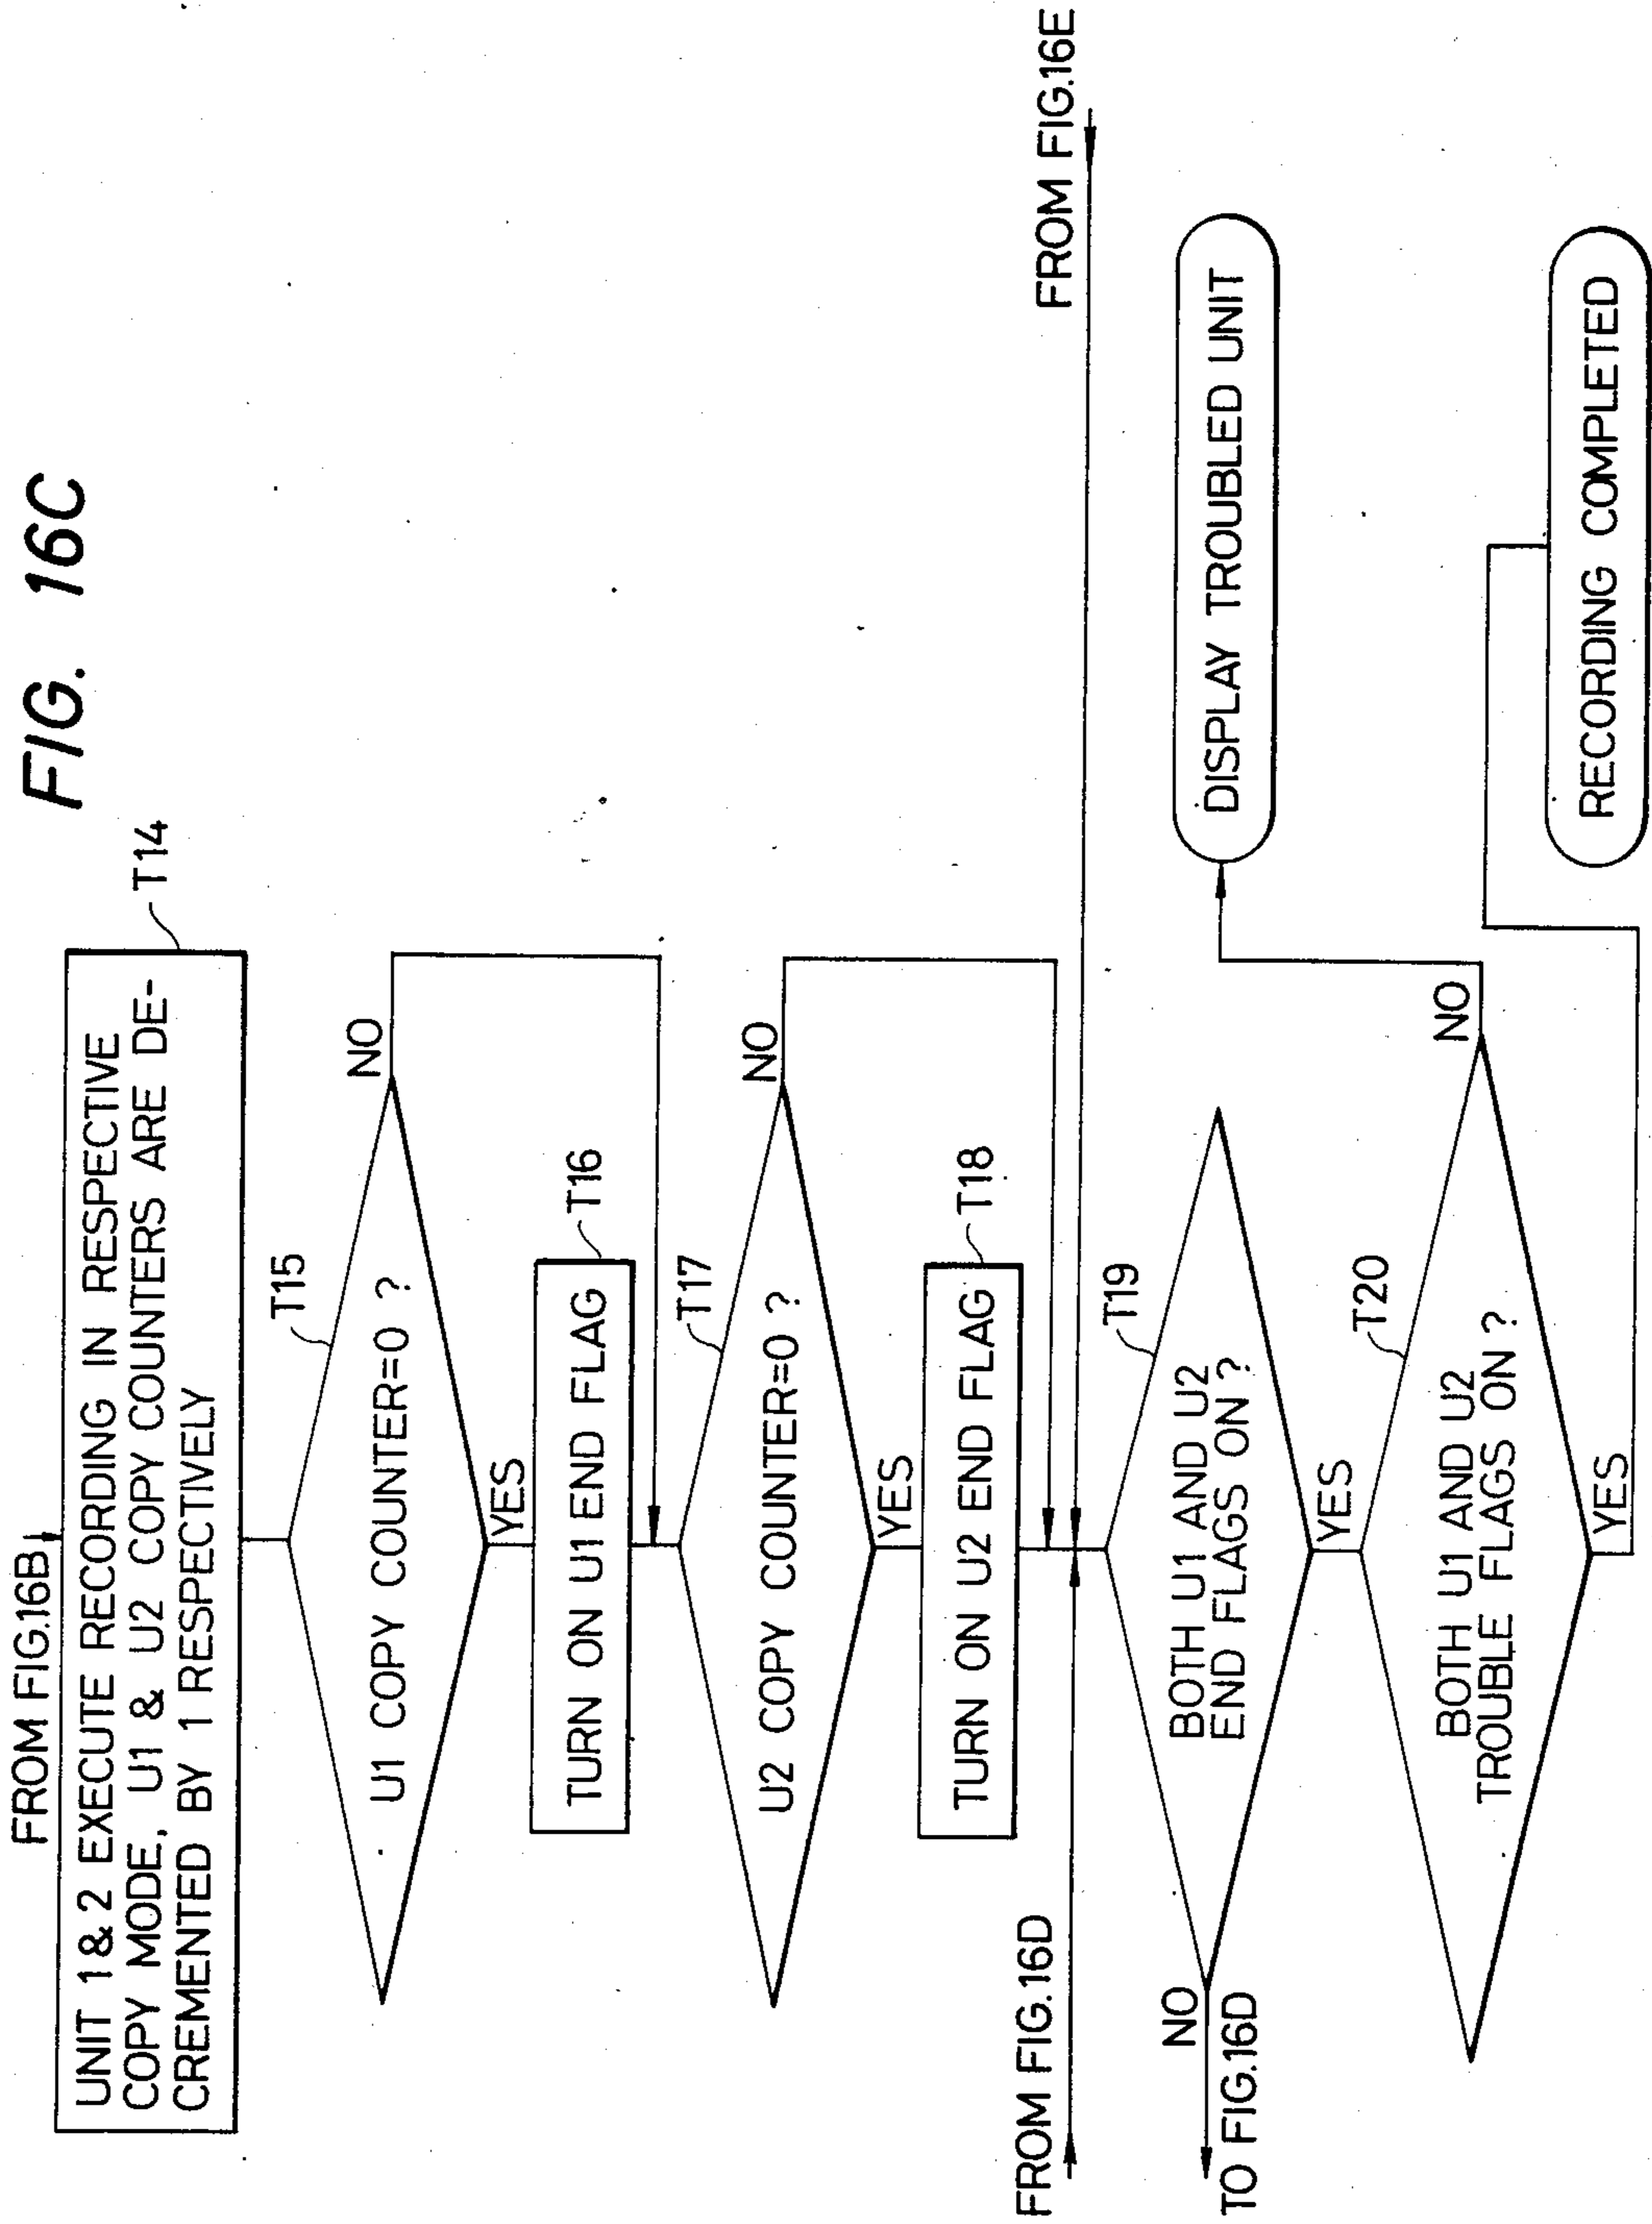 FIG. 16C
FROM FIG.16B
UNIT 1 & 2 EXECUTE RECORDING IN RESPECTIVE
COPY MODE, U1 & U2 COPY COUNTERS ARE DE-
CREMENTED BY 1 RESPECTIVELY
T14
T15
U1 COPY COUNTER=0 ?
NO
YES
TURN ON U1 END FLAG
T16
T17
U2 COPY COUNTER=0 ?
NO
YES
TURN ON U2 END FLAG
T18
FROM FIG.16D
FROM FIG.16E
T19
BOTH U1 AND U2
END FLAGS ON ?
NO
TO FIG.16D
YES
DISPLAY TROUBLED UNIT
T20
BOTH U1 AND U2
TROUBLE FLAGS ON ?
NO
YES
RECORDING COMPLETED